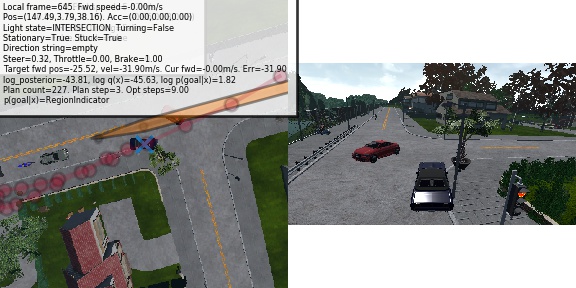 Local frame=645: Fwd speed=-0.00m/s
Pos=(147.49,3.79,38.16). Acc=(0.00,0.00,0.00)
Light state=INTERSECTION, Turning=False
Stationary=True. Stuck=True
Direction string=empty
Steer=0.32, Throttle=0.00, Brake=1.00
Target fwd pos=-25.52, vel=-31.90m/s. Cur fwd=-0.00m/s. Err=-31.90
log_posterior=-43.81, log q(x)=-45.63, log p(goal|x)=1.82
Plan count=227. Plan step=3. Opt steps=9.00
p(goal|x)=RegionIndicator